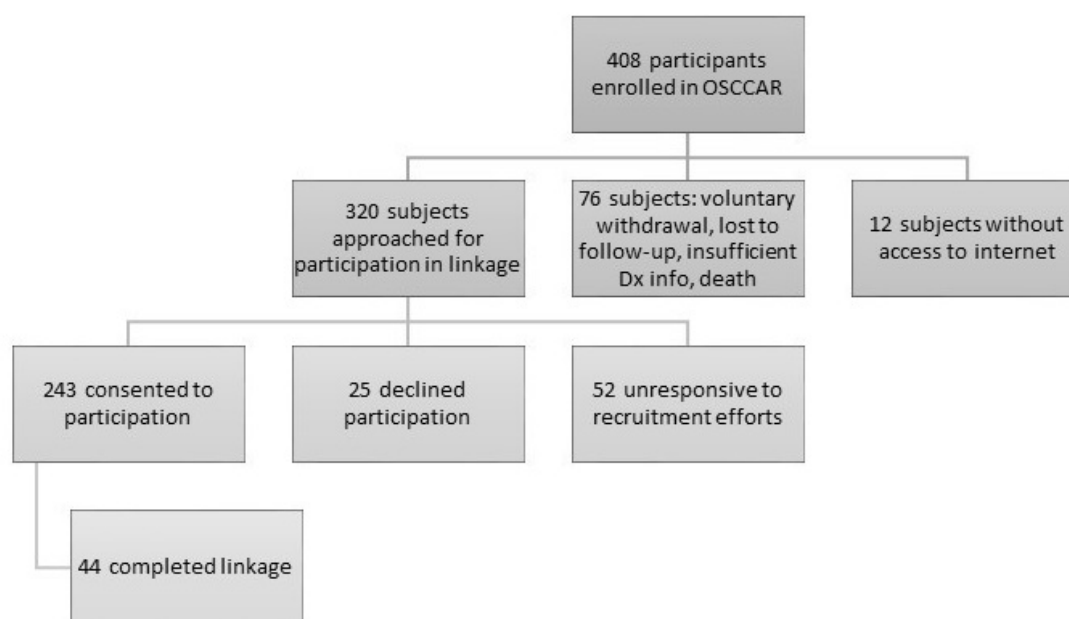 408 participants
enrolled in OSCCAR
320 subjects
approached for
participation in linkage
76 subjects: voluntary
withdrawal, lost to
follow-up, insufficient
Dx info, death
12 subjects without
access to internet
243 consented to
participation
25 declined
participation
52 unresponsive to
recruitment efforts
44 completed linkage